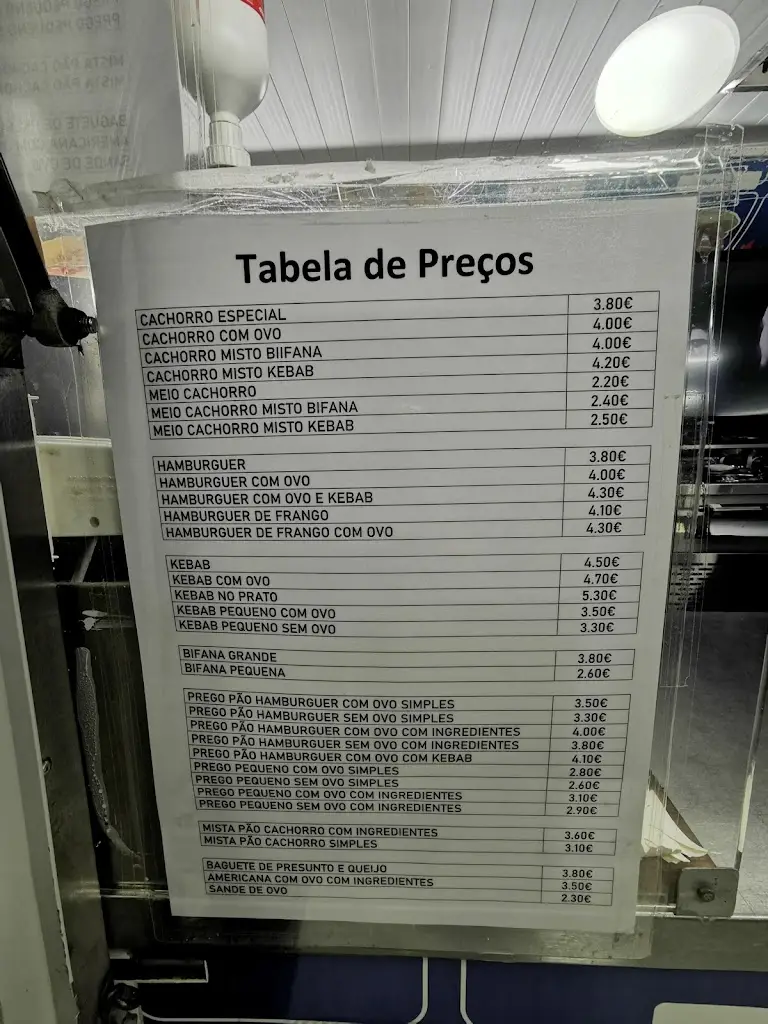 Tabela de Preços
CACHORRO ESPECIAL 3.80€
CACHORRO COM OVO 4.00€
CACHORRO MISTO BIIFANA 4.00€
CACHORRO MISTO KEBAB 4.20€
MEIO CACHORRO 2.20€
MEIO CACHORRO MISTO BIFANA 2.40€
MEIO CACHORRO MISTO KEBAB 2.50€
HAMBURGUER 3.80€
HAMBURGUER COM OVO 4.00€
HAMBURGUER COM OVO E KEBAB 4.30€
HAMBURGUER DE FRANGO 4.10€
HAMBURGUER DE FRANGO COM OVO 4.30€
KEBAB 4.50€
KEBAB COM OVO 4.70€
KEBAB NO PRATO 5.30€
KEBAB PEQUENO COM OVO 3.50€
KEBAB PEQUENO SEM OVO 3.30€
BIFANA GRANDE 3.80€
BIFANA PEQUENA 2.60€
PREGO PÃO HAMBURGUER COM OVO SIMPLES 3.50€
PREGO PÃO HAMBURGUER SEM OVO SIMPLES 3.30€
PREGO PÃO HAMBURGUER COM OVO COM INGREDIENTES 4.00€
PREGO PÃO HAMBURGUER SEM OVO COM INGREDIENTES 3.80€
PREGO PÃO HAMBURGUER COM OVO COM KEBAB 4.10€
PREGO PEQUENO COM OVO SIMPLES 2.80€
PREGO PEQUENO SEM OVO SIMPLES 2.60€
PREGO PEQUENO COM OVO COM INGREDIENTES 3.10€
PREGO PEQUENO SEM OVO COM INGREDIENTES 2.90€
MISTA PÃO CACHORRO COM INGREDIENTES 3.60€
MISTA PÃO CACHORRO SIMPLES 3.10€
BAGUETE DE PRESUNTO E QUEIJO 3.80€
AMERICANA COM OVO COM INGREDIENTES 3.50€
SANDE DE OVO 2.30€